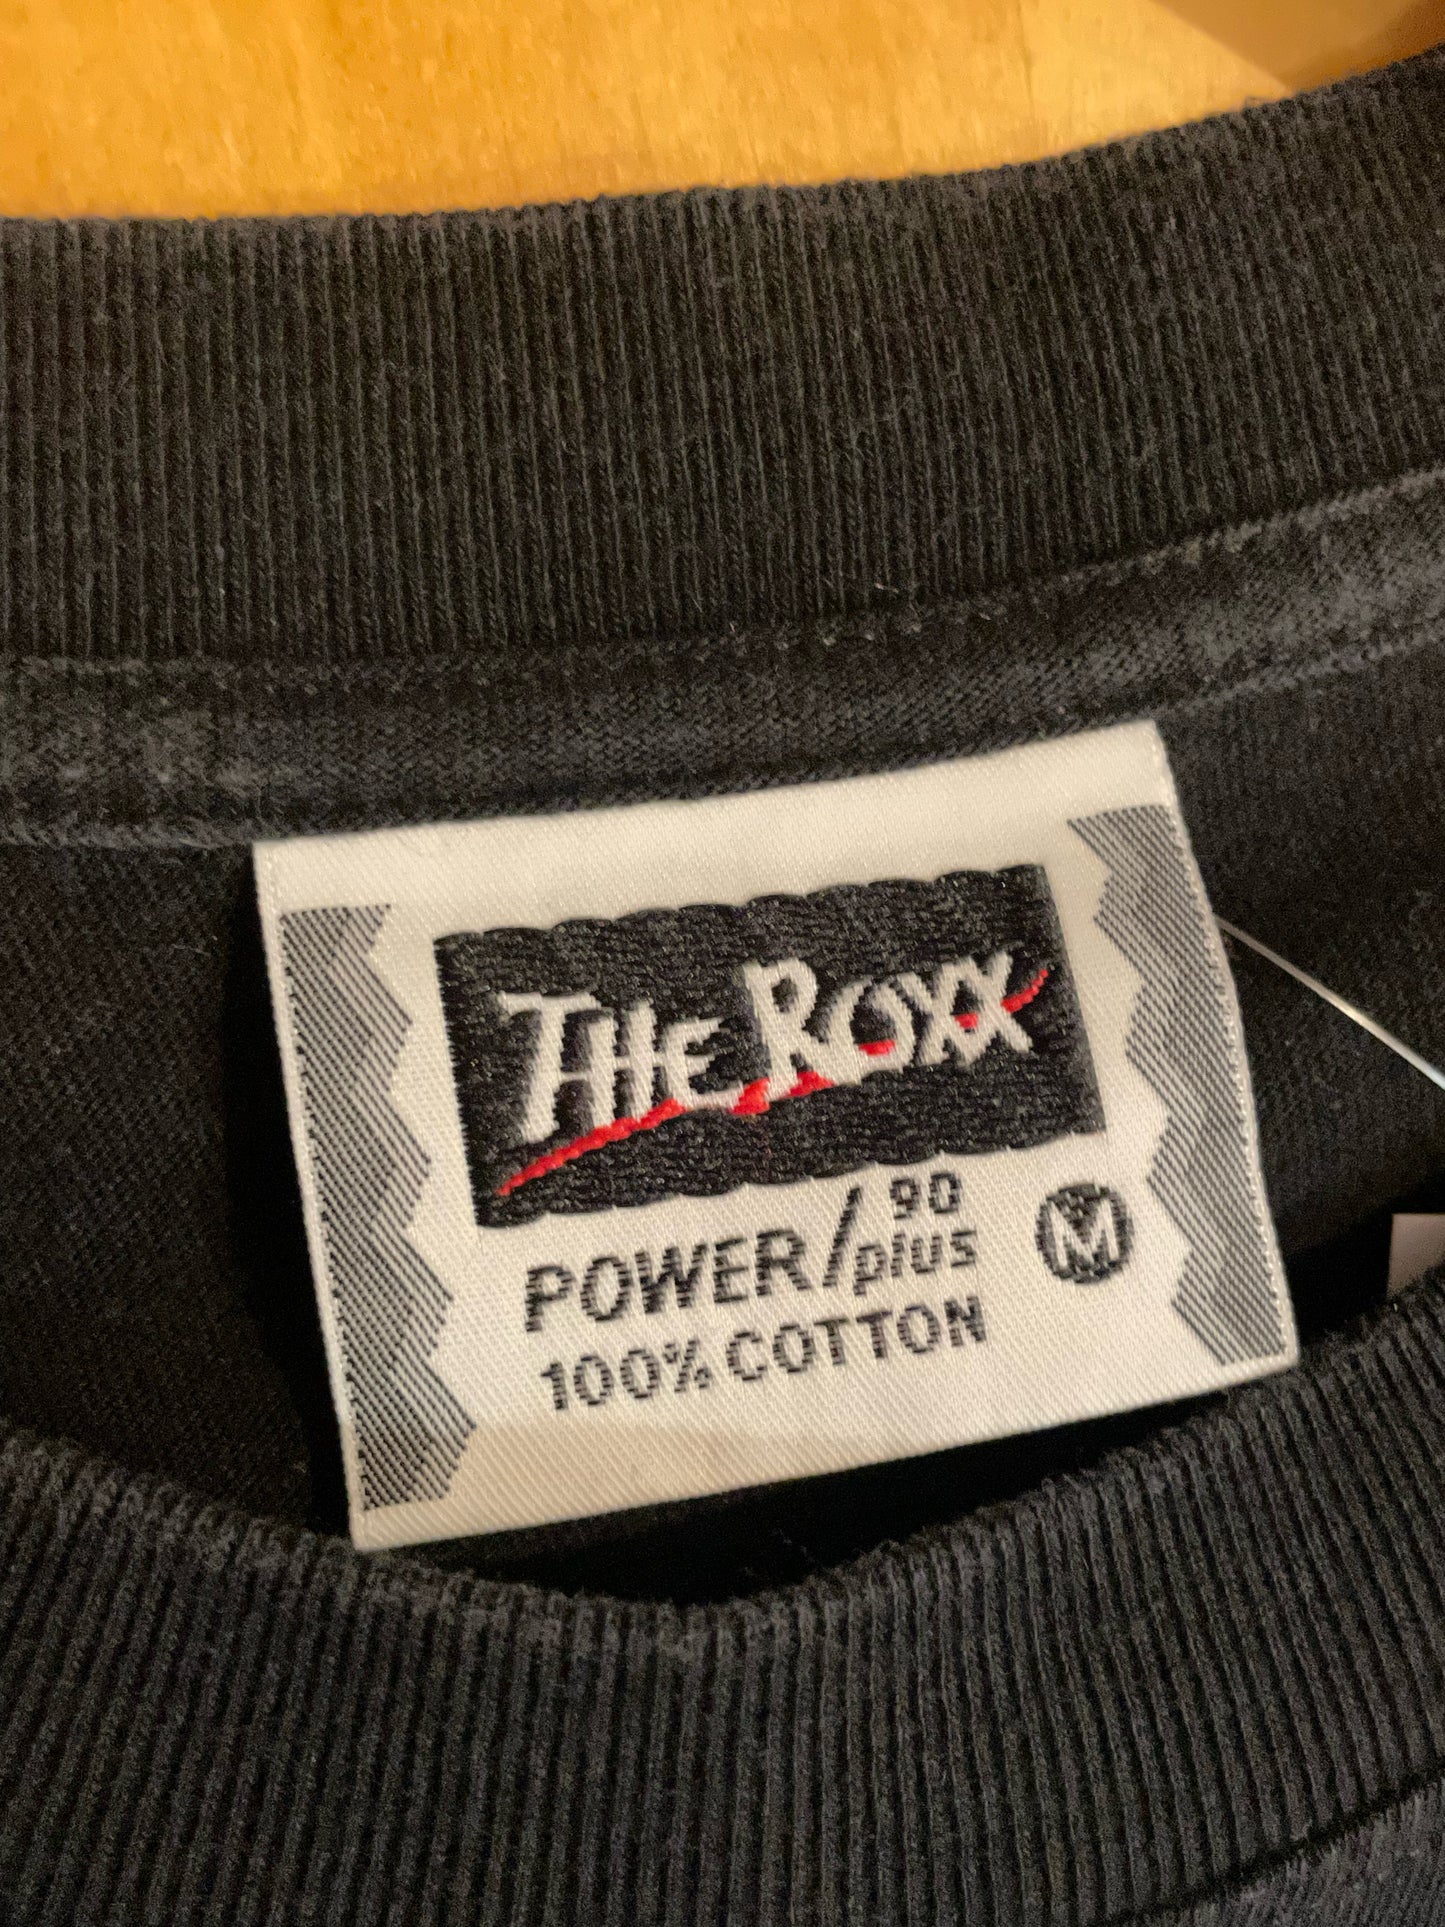 THE ROXX
POWER/90 plus
M
100% COTTON